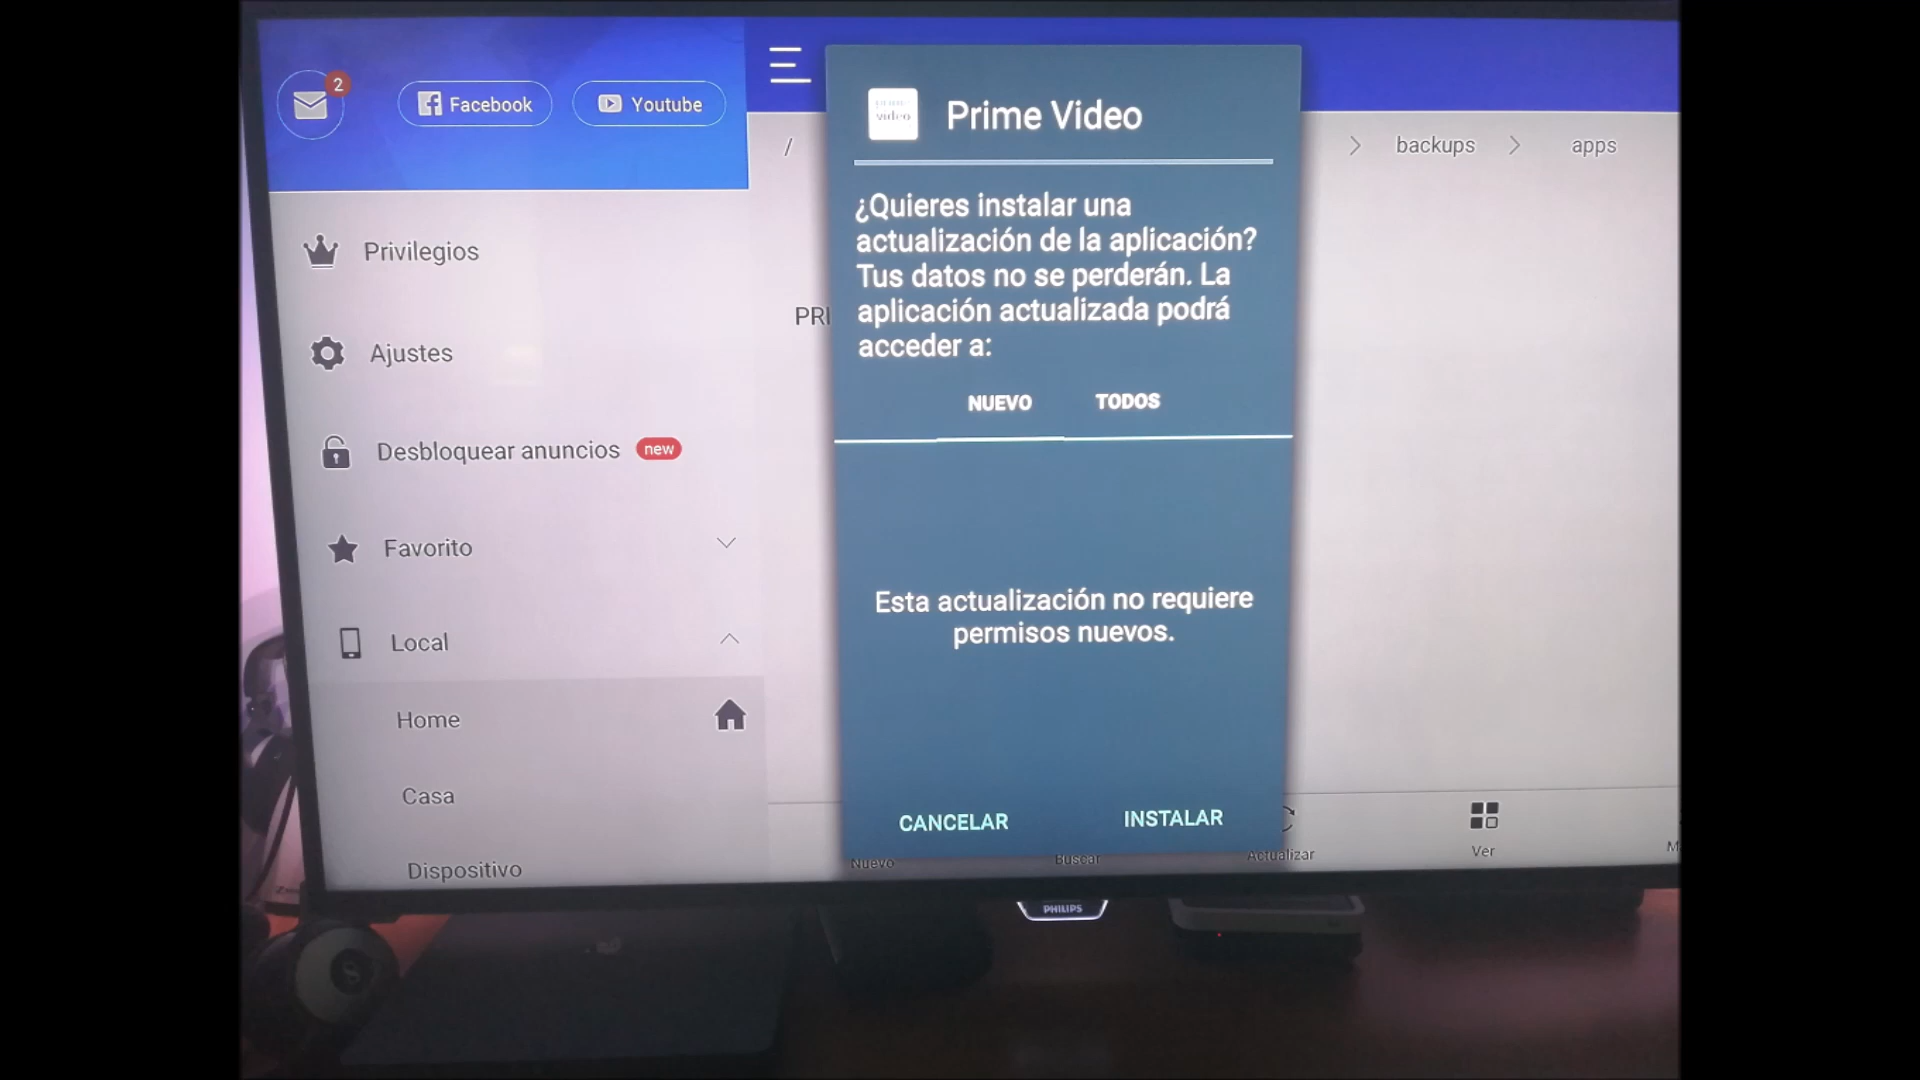 2
Facebook
Youtube
Privilegios
Ajustes
Desbloquear anuncios new
Favorito
Local
Home
Casa
Dispositivo
/
backups
apps
PRI
prime video
Prime Video
¿Quieres instalar una
actualización de la aplicación?
Tus datos no se perderán. La
aplicación actualizada podrá
acceder a:
NUEVO TODOS
Esta actualización no requiere
permisos nuevos.
CANCELAR INSTALAR
Nuevo
Buscar
Actualizar
Ver
M
PHILIPS